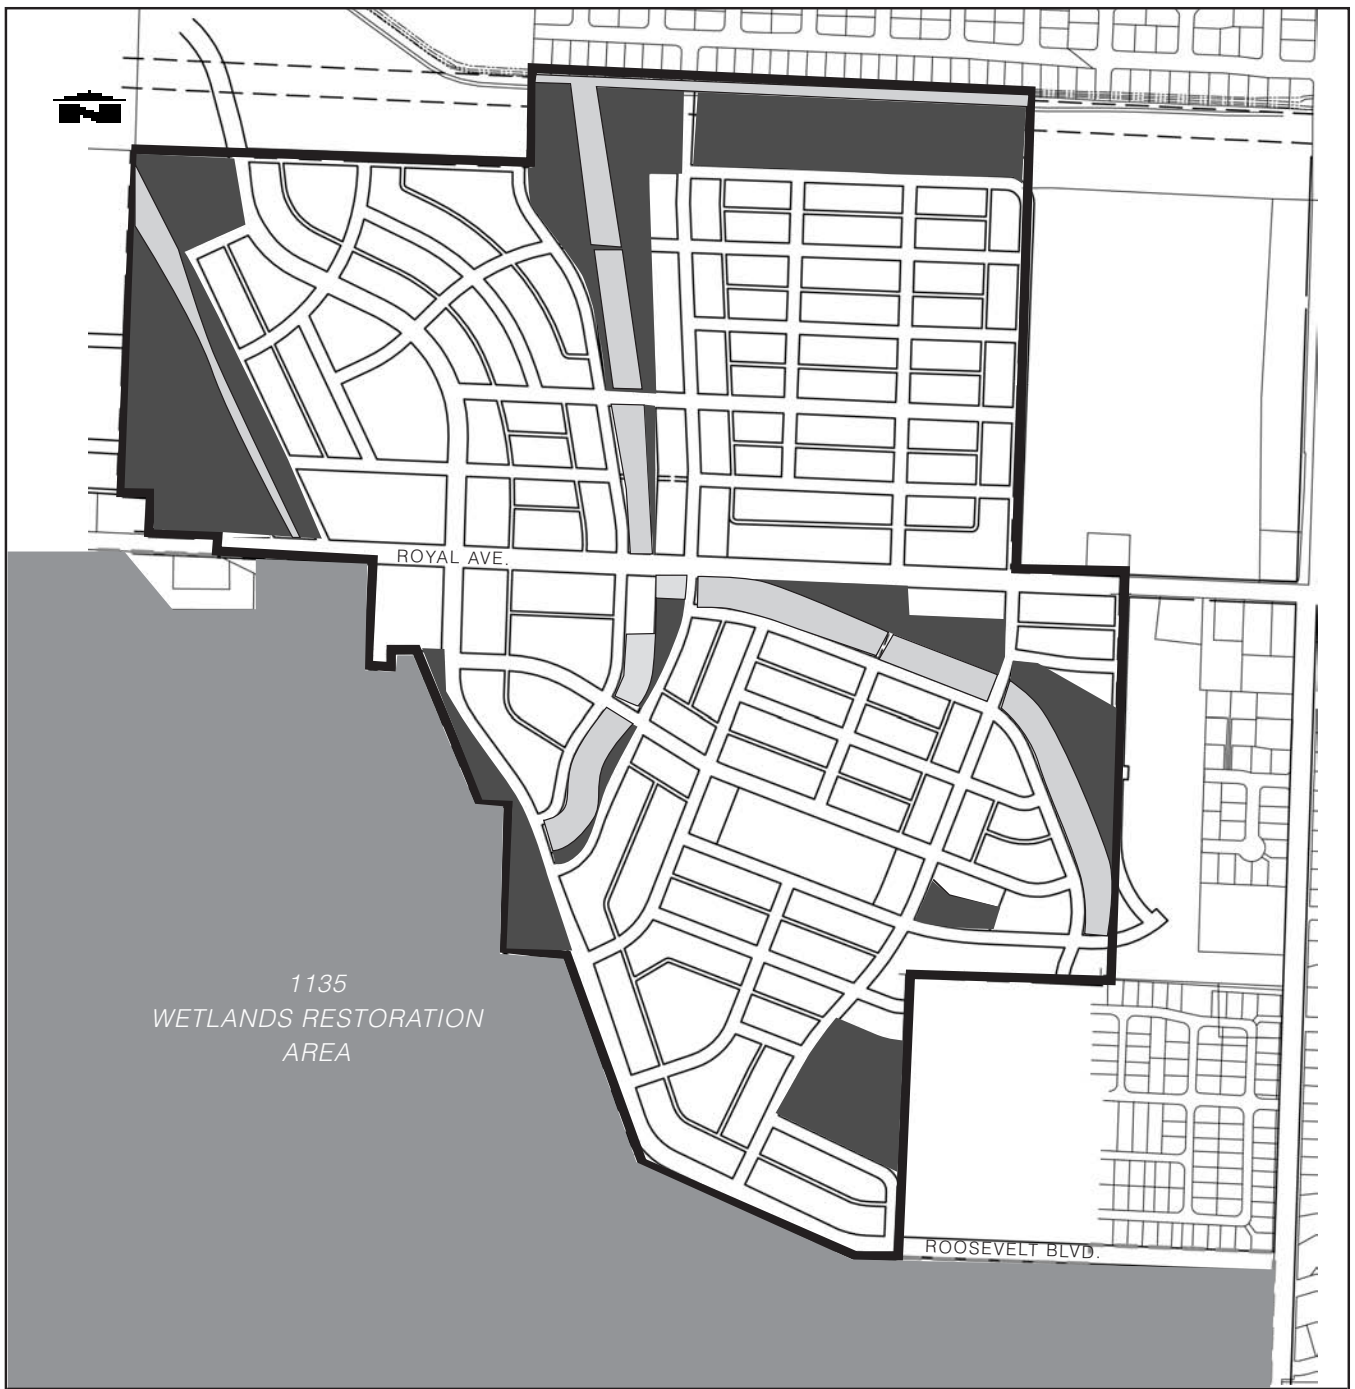 ROYAL AVE.
1135
WETLANDS RESTORATION
AREA
ROOSEVELT BLVD.